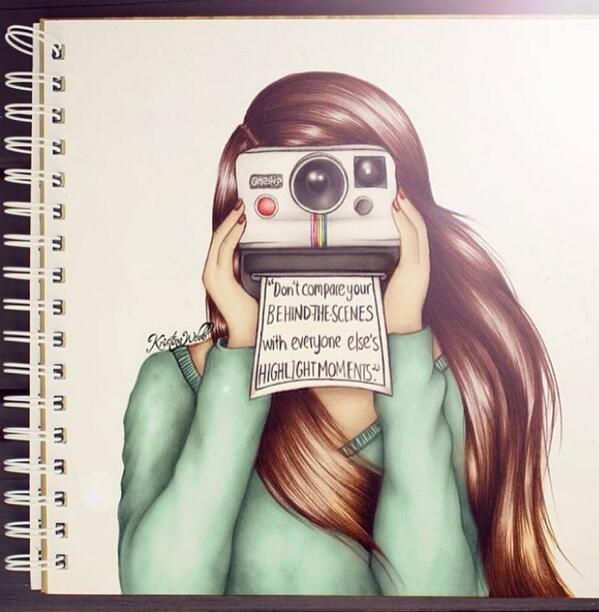 "Don't compare your
BEHIND-THE-SCENES
with everyone else's
HIGHLIGHT MOMENTS."